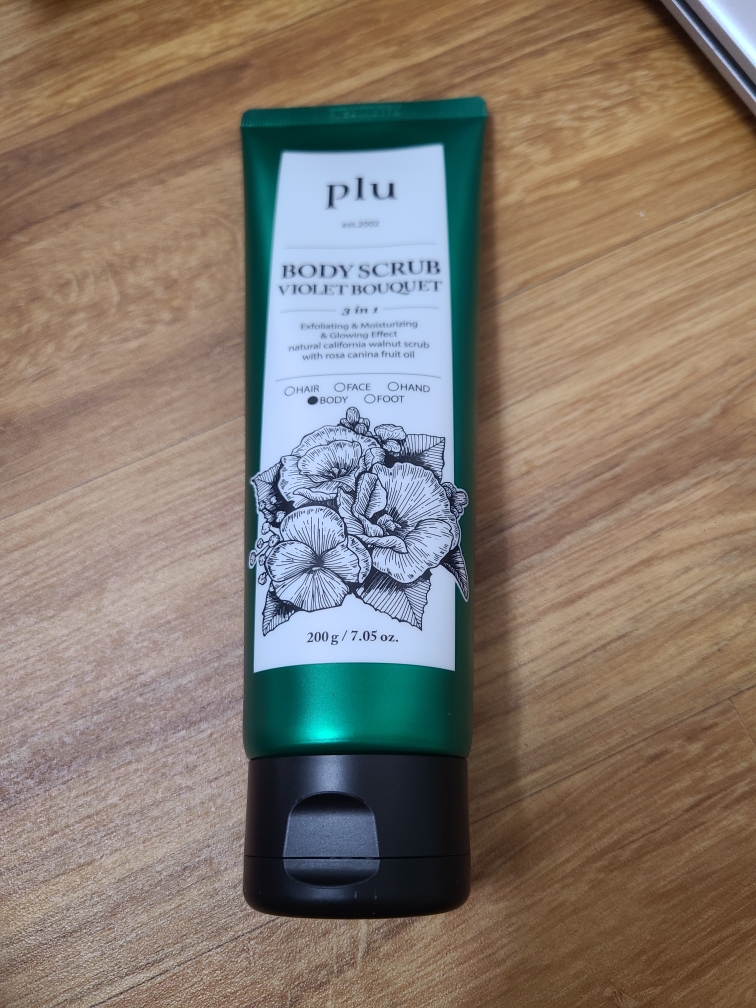 plu
est.2002
BODY SCRUB
VIOLET BOUQUET
3 in 1
Exfoliating & Moisturizing
& Glowing Effect
natural california walnut scrub
with rosa canina fruit oil
HAIR FACE HAND
BODY FOOT
200 g / 7.05 oz.